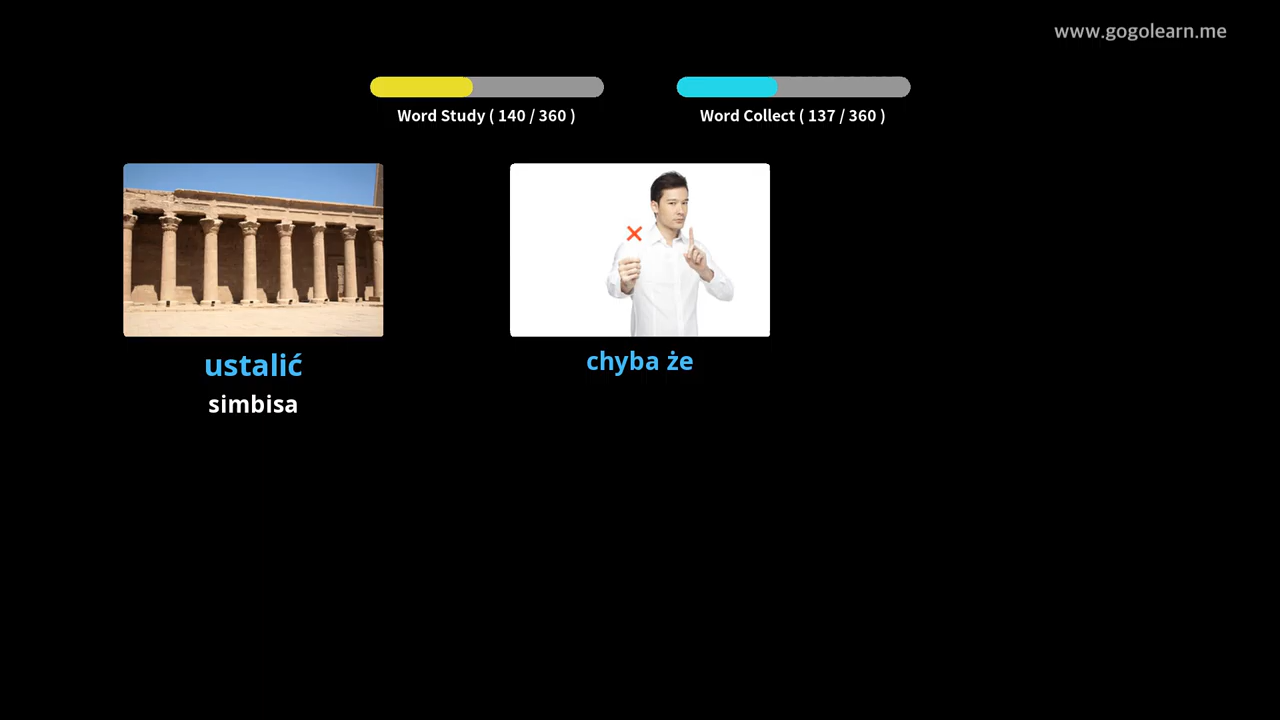 www.gogolearn.me
Word Study ( 140 / 360 )
Word Collect ( 137 / 360 )
ustalić
chyba że
simbisa